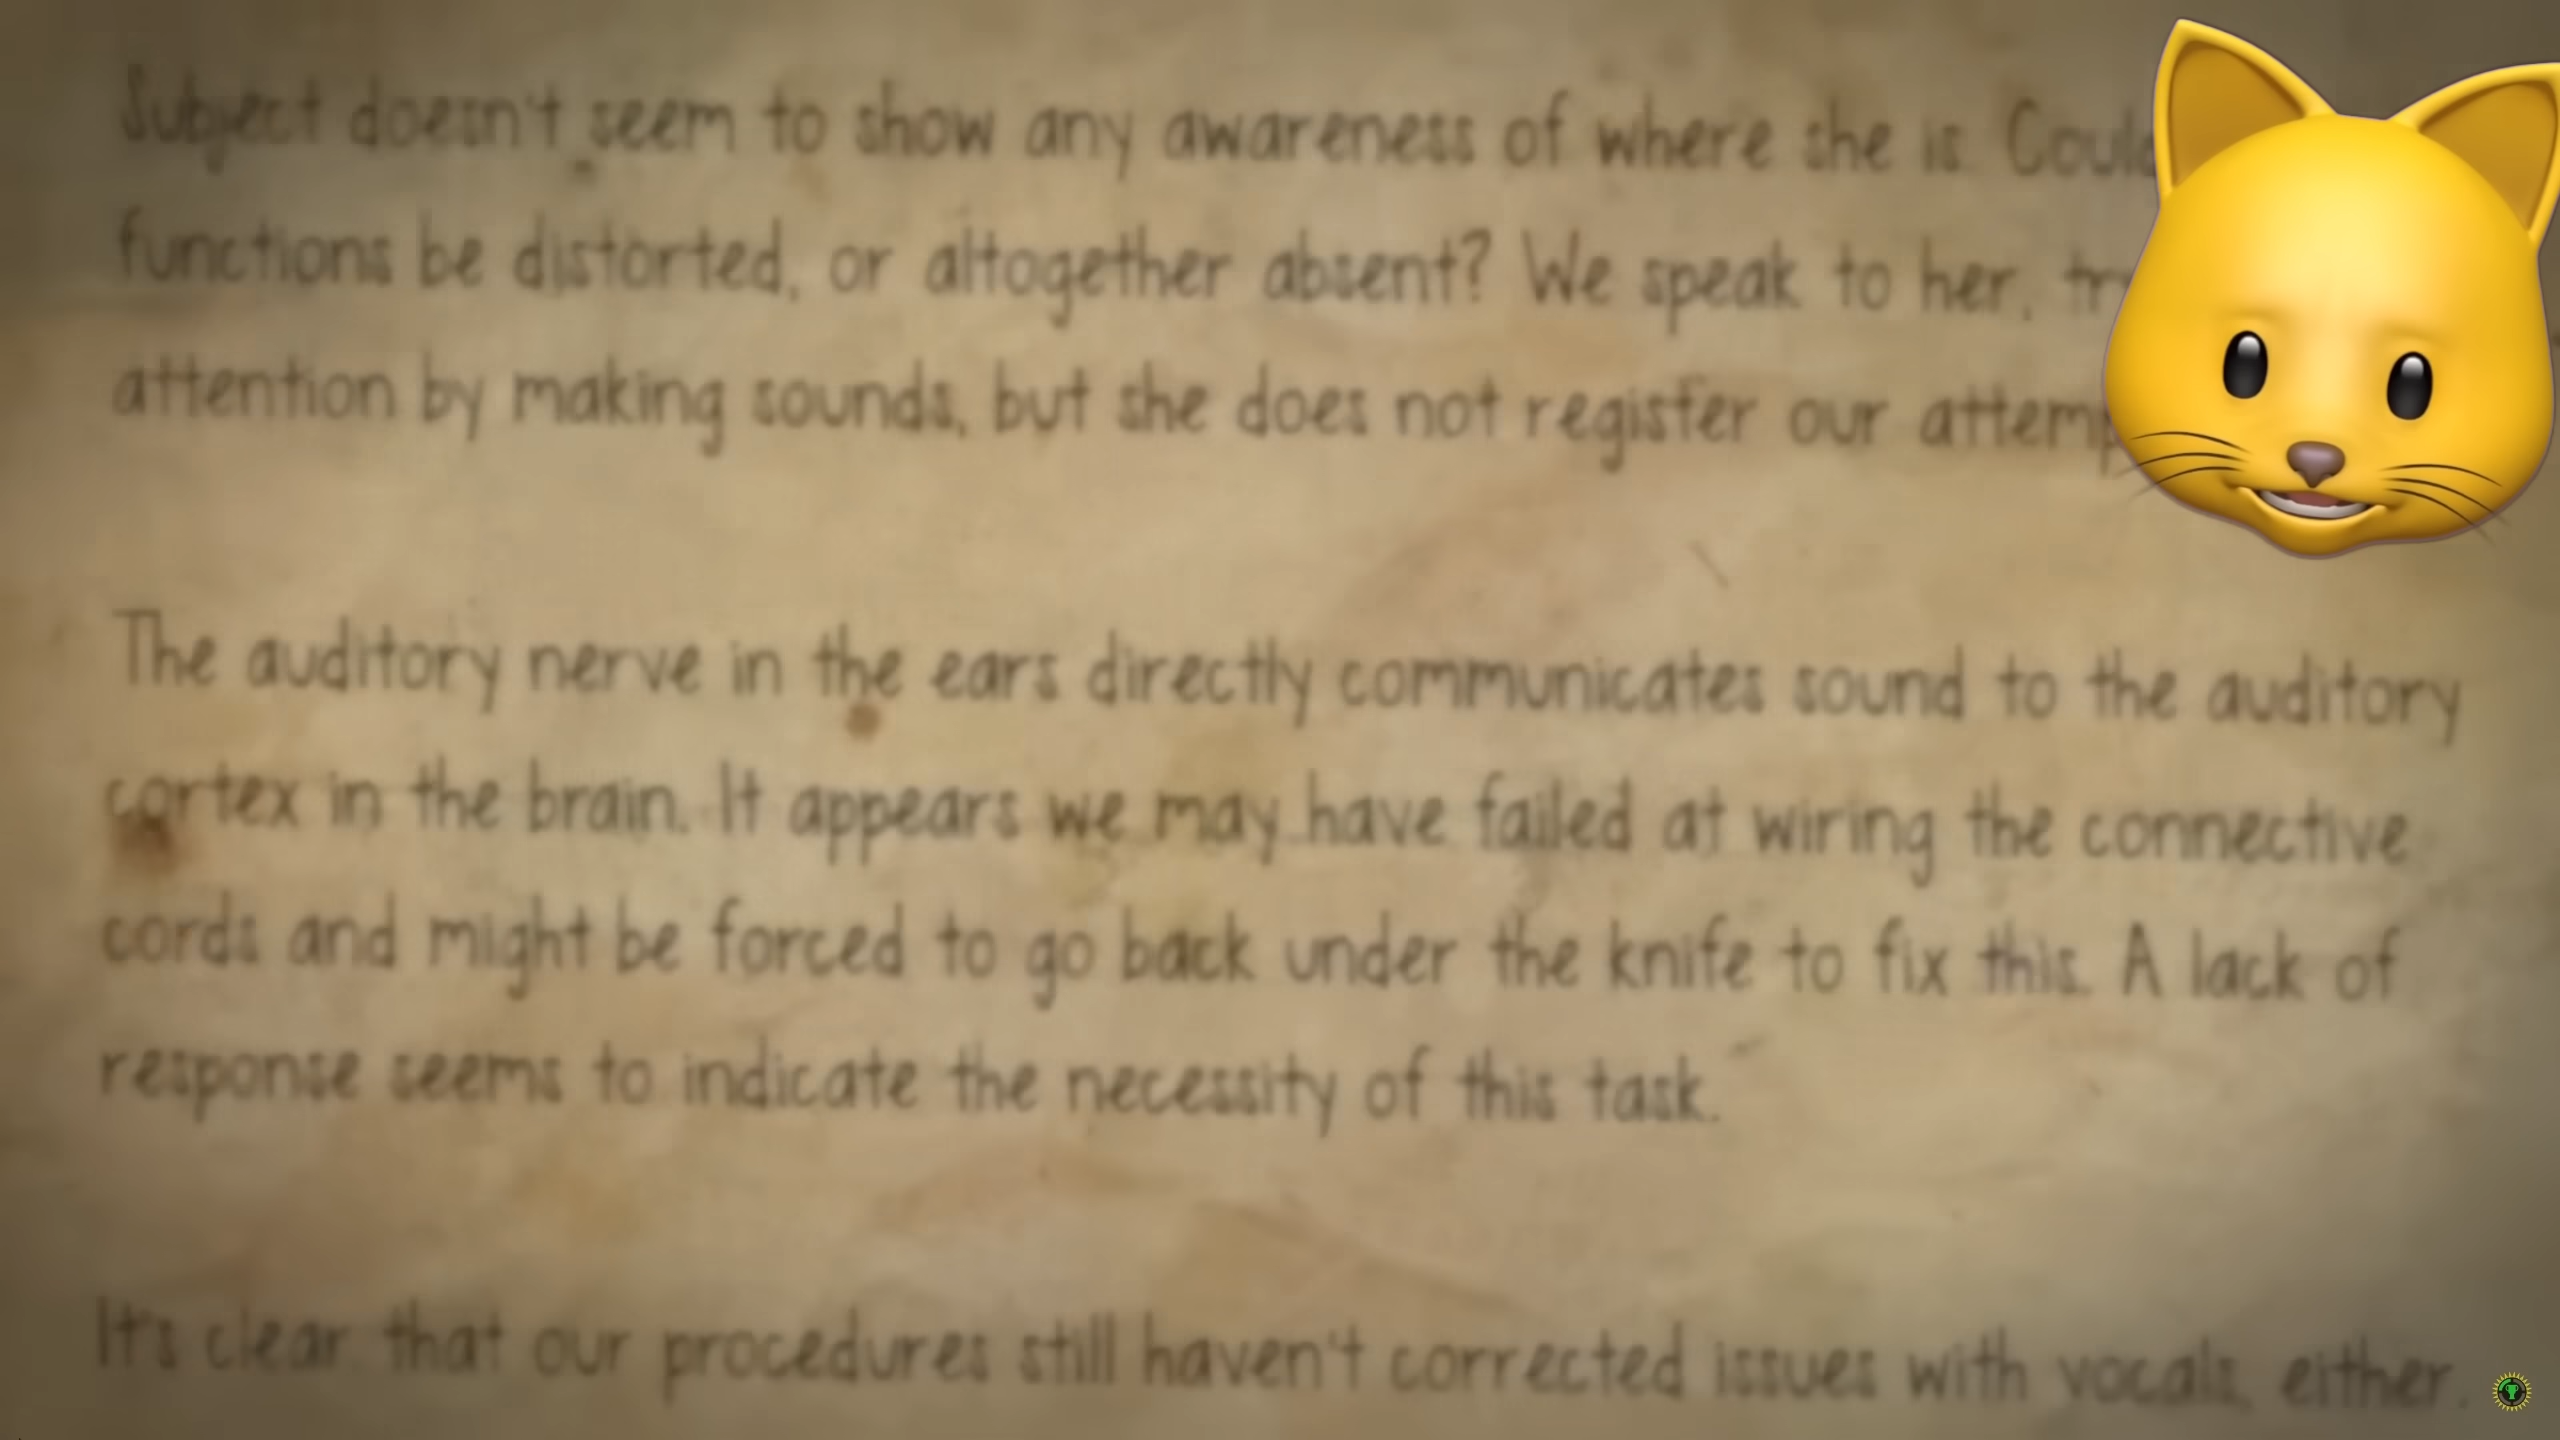 Subject doesn't seem to show any awareness of where she is. Could
functions be distorted, or altogether absent? We speak to her, try
attention by making sounds, but she does not register our attemp
The auditory nerve in the ears directly communicates sound to the auditory
cortex in the brain. It appears we may have failed at wiring the connective
cords and might be forced to go back under the knife to fix this. A lack of
response seems to indicate the necessity of this task.
It's clear that our procedures still haven't corrected issues with vocals, either.